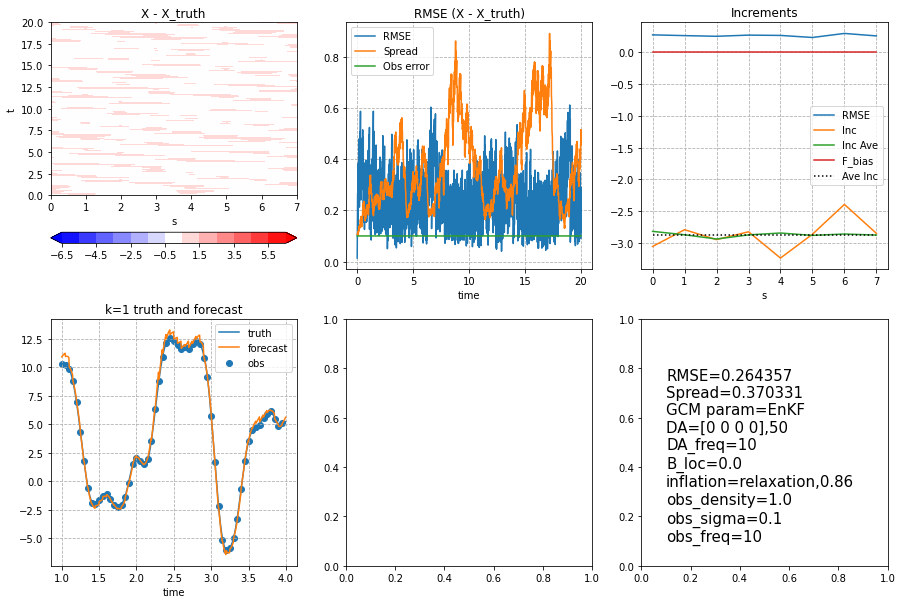 X - X_truth
20.0
17.5
15.0
12.5
10.0
7.5
5.0
2.5
0.0
t
0 1 2 3 4 5 6 7
s
−6.5 −4.5 −2.5 −0.5 1.5 3.5 5.5
RMSE (X - X_truth)
RMSE
Spread
Obs error
0.8
0.6
0.4
0.2
0.0
0 5 10 15 20
time
Increments
0.0
−0.5
−1.0
−1.5
−2.0
−2.5
−3.0
RMSE
Inc
Inc Ave
F_bias
Ave Inc
0 1 2 3 4 5 6 7
s
k=1 truth and forecast
truth
forecast
obs
12.5
10.0
7.5
5.0
2.5
0.0
−2.5
−5.0
1.0 1.5 2.0 2.5 3.0 3.5 4.0
time
1.0
0.8
0.6
0.4
0.2
0.0
0.0 0.2 0.4 0.6 0.8 1.0
1.0
0.8
0.6
0.4
0.2
0.0
RMSE=0.264357
Spread=0.370331
GCM param=EnKF
DA=[0 0 0 0],50
DA_freq=10
B_loc=0.0
inflation=relaxation,0.86
obs_density=1.0
obs_sigma=0.1
obs_freq=10
0.0 0.2 0.4 0.6 0.8 1.0